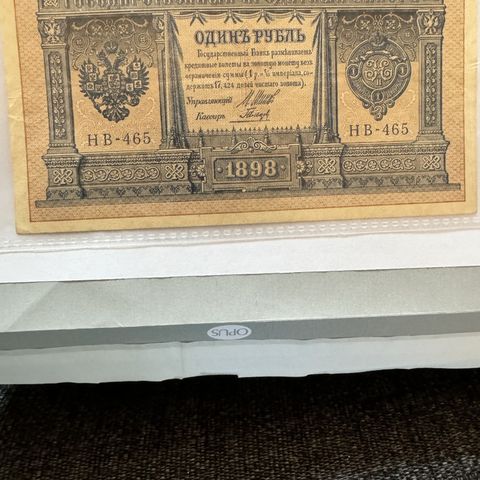 ОДИНЪ РУБЛЬ
Государственный Банкъ размѣниваетъ
кредитные билеты на золотую монету безъ
ограниченія суммы (1 р. = 1/15 имперіала, со-
держитъ 17,424 долей чистаго золота).
Управляющій
Кассиръ
НВ-465
НВ-465
1898
OPUS